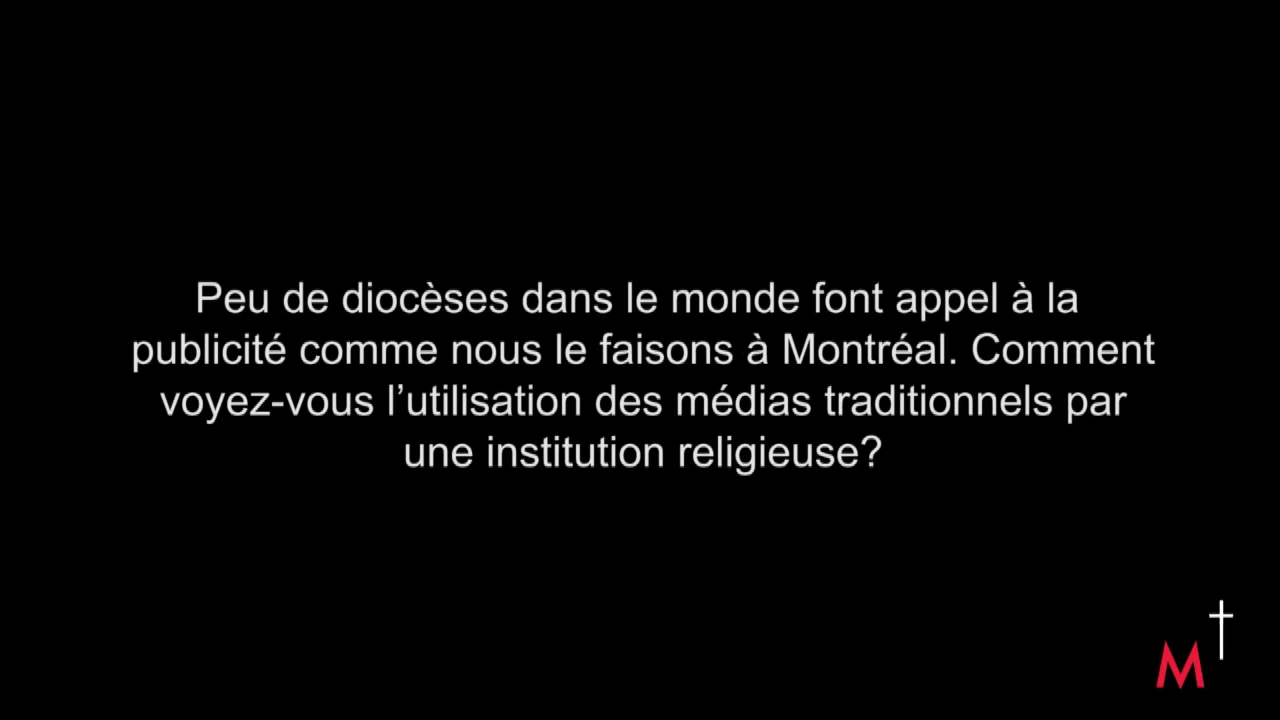 Peu de diocèses dans le monde font appel à la
publicité comme nous le faisons à Montréal. Comment
voyez-vous l’utilisation des médias traditionnels par
une institution religieuse?
M